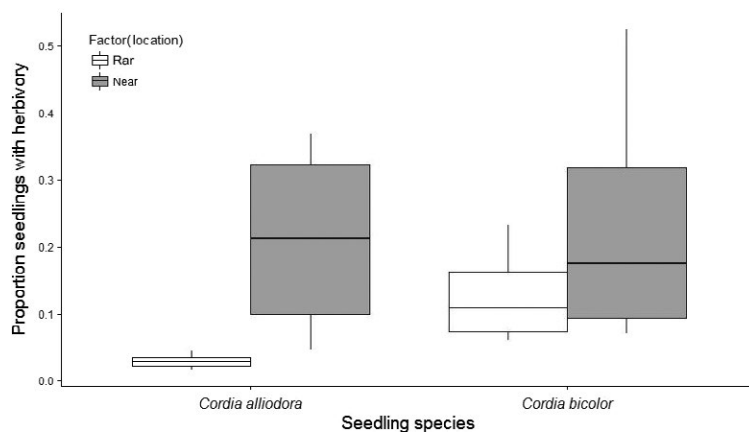 Factor(location)
Rar
Near
Proportion seedlings with herbivory
0.5
0.4
0.3
0.2
0.1
0.0
Cordia alliodora Cordia bicolor
Seedling species